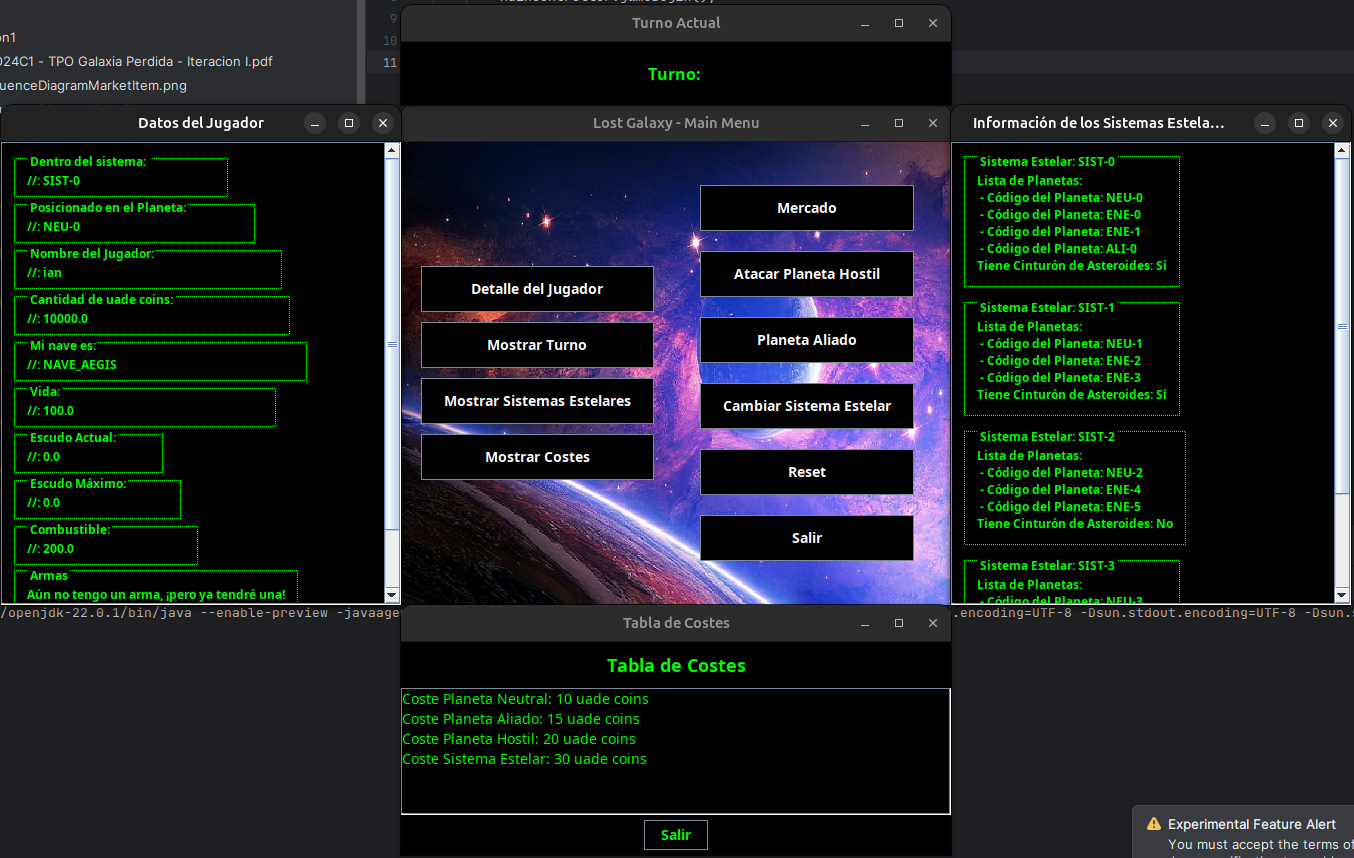 9
10
11
on1
024C1 - TPO Galaxia Perdida - Iteracion I.pdf
uenceDiagramMarketItem.png
Turno Actual
Turno:
Datos del Jugador
Dentro del sistema:
//: SIST-0
Posicionado en el Planeta:
//: NEU-0
Nombre del Jugador:
//: ian
Cantidad de uade coins:
//: 10000.0
Mi nave es:
//: NAVE_AEGIS
Vida:
//: 100.0
Escudo Actual:
//: 0.0
Escudo Máximo:
//: 0.0
Combustible:
//: 200.0
Armas
Aún no tengo un arma, ¡pero ya tendré una!
Lost Galaxy - Main Menu
Detalle del Jugador
Mostrar Turno
Mostrar Sistemas Estelares
Mostrar Costes
Mercado
Atacar Planeta Hostil
Planeta Aliado
Cambiar Sistema Estelar
Reset
Salir
Información de los Sistemas Estela...
Sistema Estelar: SIST-0
Lista de Planetas:
- Código del Planeta: NEU-0
- Código del Planeta: ENE-0
- Código del Planeta: ENE-1
- Código del Planeta: ALI-0
Tiene Cinturón de Asteroides: Sí
Sistema Estelar: SIST-1
Lista de Planetas:
- Código del Planeta: NEU-1
- Código del Planeta: ENE-2
- Código del Planeta: ENE-3
Tiene Cinturón de Asteroides: Sí
Sistema Estelar: SIST-2
Lista de Planetas:
- Código del Planeta: NEU-2
- Código del Planeta: ENE-4
- Código del Planeta: ENE-5
Tiene Cinturón de Asteroides: No
Sistema Estelar: SIST-3
Lista de Planetas:
- Código del Planeta: NEU-3
/openjdk-22.0.1/bin/java --enable-preview -javaage
.encoding=UTF-8 -Dsun.stdout.encoding=UTF-8 -Dsun.s
Tabla de Costes
Tabla de Costes
Coste Planeta Neutral: 10 uade coins
Coste Planeta Aliado: 15 uade coins
Coste Planeta Hostil: 20 uade coins
Coste Sistema Estelar: 30 uade coins
Salir
Experimental Feature Alert
You must accept the terms of